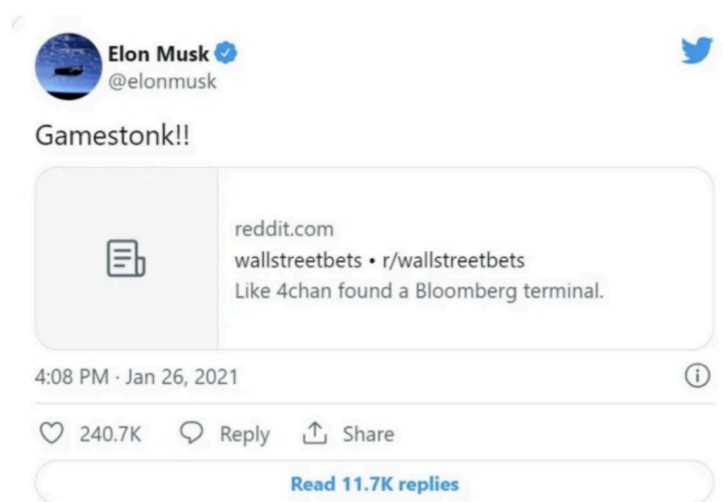 Elon Musk
@elonmusk
Gamestonk!!
reddit.com
wallstreetbets • r/wallstreetbets
Like 4chan found a Bloomberg terminal.
4:08 PM · Jan 26, 2021
240.7K Reply Share
Read 11.7K replies